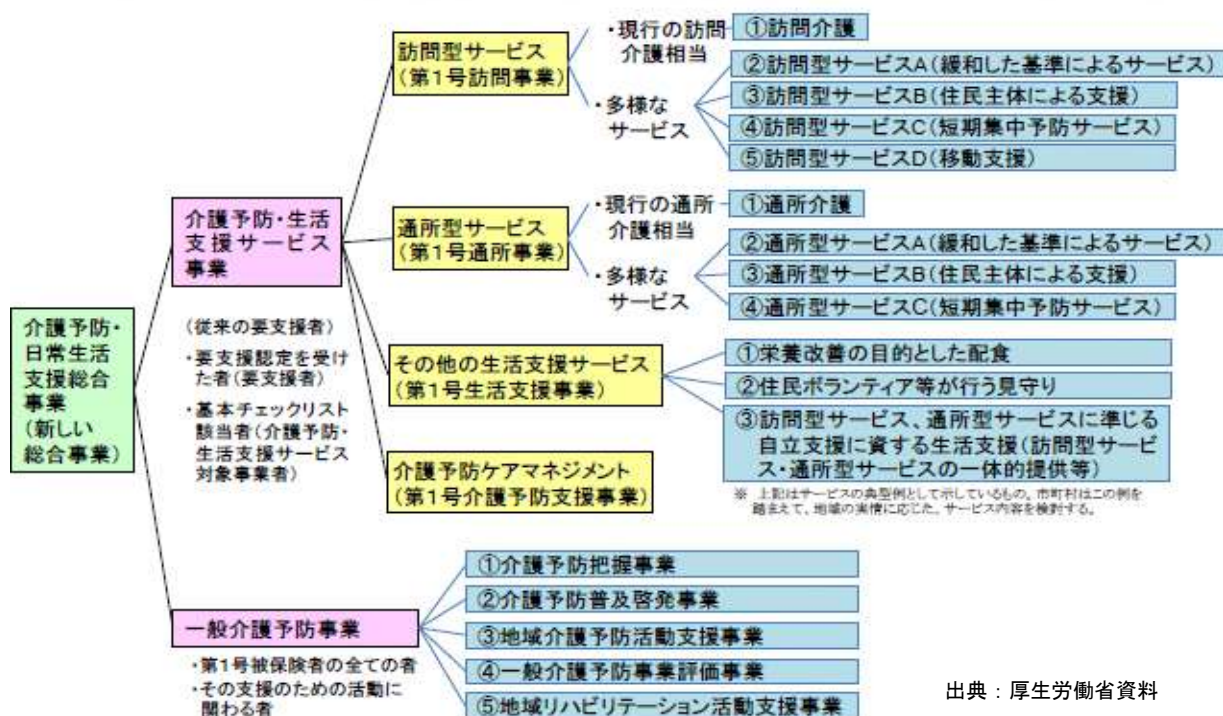 介護予防・
日常生活
支援総合
事業
(新しい
総合事業)
介護予防・生活
支援サービス
事業
(従来の要支援者)
・要支援認定を受け
た者(要支援者)
・基本チェックリスト
該当者(介護予防・
生活支援サービス
対象事業者)
訪問型サービス
(第1号訪問事業)
・現行の訪問
介護相当
①訪問介護
・多様な
サービス
②訪問型サービスA(緩和した基準によるサービス)
③訪問型サービスB(住民主体による支援)
④訪問型サービスC(短期集中予防サービス)
⑤訪問型サービスD(移動支援)
通所型サービス
(第1号通所事業)
・現行の通所
介護相当
①通所介護
・多様な
サービス
②通所型サービスA(緩和した基準によるサービス)
③通所型サービスB(住民主体による支援)
④通所型サービスC(短期集中予防サービス)
その他の生活支援サービス
(第1号生活支援事業)
①栄養改善の目的とした配食
②住民ボランティア等が行う見守り
③訪問型サービス、通所型サービスに準じる
自立支援に資する生活支援(訪問型サービ
ス・通所型サービスの一体的提供等)
介護予防ケアマネジメント
(第1号介護予防支援事業)
※ 上記はサービスの典型例として示しているもの。市町村はこの例を
踏まえて、地域の実情に応じた、サービス内容を検討する。
一般介護予防事業
・第1号被保険者の全ての者
・その支援のための活動に
関わる者
①介護予防把握事業
②介護予防普及啓発事業
③地域介護予防活動支援事業
④一般介護予防事業評価事業
⑤地域リハビリテーション活動支援事業
出典：厚生労働省資料